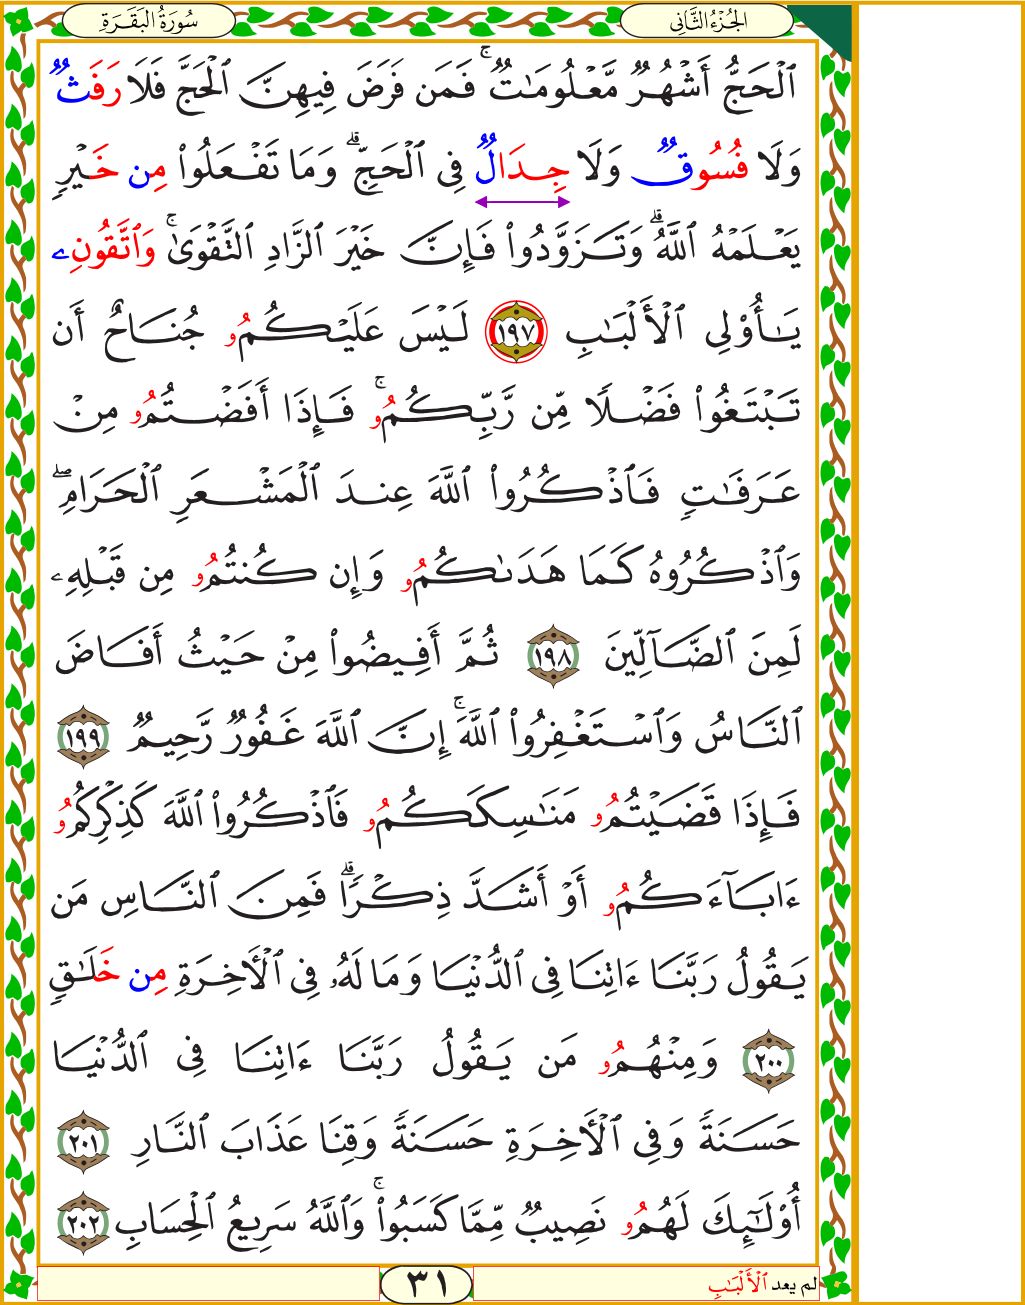 الجُزْءُ الثَّانِى
سُورَةُ البَقَرَةِ
ٱلْحَجُّ أَشْهُرٌ مَّعْلُومَٰتٌ ۚ فَمَن فَرَضَ فِيهِنَّ ٱلْحَجَّ فَلَا رَفَثٌ
وَلَا فُسُوقٌ وَلَا جِدَالٌ فِى ٱلْحَجِّ ۗ وَمَا تَفْعَلُوا۟ مِن خَيْرٍ
يَعْلَمْهُ ٱللَّهُ ۗ وَتَزَوَّدُوا۟ فَإِنَّ خَيْرَ ٱلزَّادِ ٱلتَّقْوَىٰ ۚ وَٱتَّقُونِۦ
يَٰٓأُو۟لِى ٱلْأَلْبَٰبِ ١٩٧ لَيْسَ عَلَيْكُمُۥ جُنَاحٌ أَن
تَبْتَغُوا۟ فَضْلًا مِّن رَّبِّكُمُۥ ۚ فَإِذَا أَفَضْتُمُۥ مِنْ
عَرَفَٰتٍ فَٱذْكُرُوا۟ ٱللَّهَ عِندَ ٱلْمَشْعَرِ ٱلْحَرَامِ ۖ
وَٱذْكُرُوهُ كَمَا هَدَىٰكُمُۥ وَإِن كُنتُمُۥ مِن قَبْلِهِۦ
لَمِنَ ٱلضَّآلِّينَ ١٩٨ ثُمَّ أَفِيضُوا۟ مِنْ حَيْثُ أَفَاضَ
ٱلنَّاسُ وَٱسْتَغْفِرُوا۟ ٱللَّهَ ۚ إِنَّ ٱللَّهَ غَفُورٌ رَّحِيمٌ ١٩٩
فَإِذَا قَضَيْتُمُۥ مَنَٰسِكَكُمُۥ فَٱذْكُرُوا۟ ٱللَّهَ كَذِكْرِكُمُۥ
ءَابَآءَكُمُۥ أَوْ أَشَدَّ ذِكْرًا ۗ فَمِنَ ٱلنَّاسِ مَن
يَقُولُ رَبَّنَا ءَاتِنَا فِى ٱلدُّنْيَا وَمَا لَهُۥ فِى ٱلْأَخِرَةِ مِن خَلَٰقٍ
٢٠٠ وَمِنْهُمُۥ مَن يَقُولُ رَبَّنَا ءَاتِنَا فِى ٱلدُّنْيَا
حَسَنَةً وَفِى ٱلْأَخِرَةِ حَسَنَةً وَقِنَا عَذَابَ ٱلنَّارِ ٢٠١
أُو۟لَٰٓئِكَ لَهُمُۥ نَصِيبٌ مِّمَّا كَسَبُوا۟ ۚ وَٱللَّهُ سَرِيعُ ٱلْحِسَابِ ٢٠٢
لم يعد ٱلْأَلْبَٰبِ
٣١